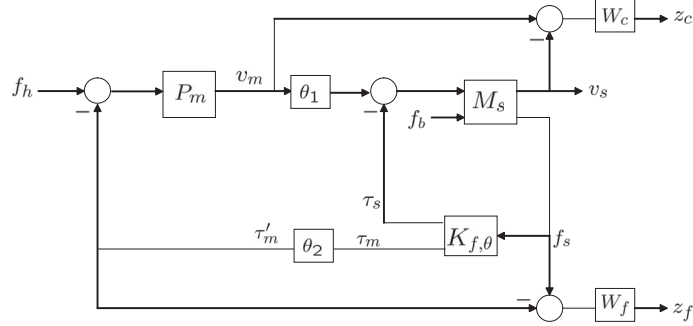 W_c z_c
−
f_h P_m v_m θ_1 M_s v_s
− − f_b
τ_s
τ'_m θ_2 τ_m K_{f,θ} f_s
− W_f z_f